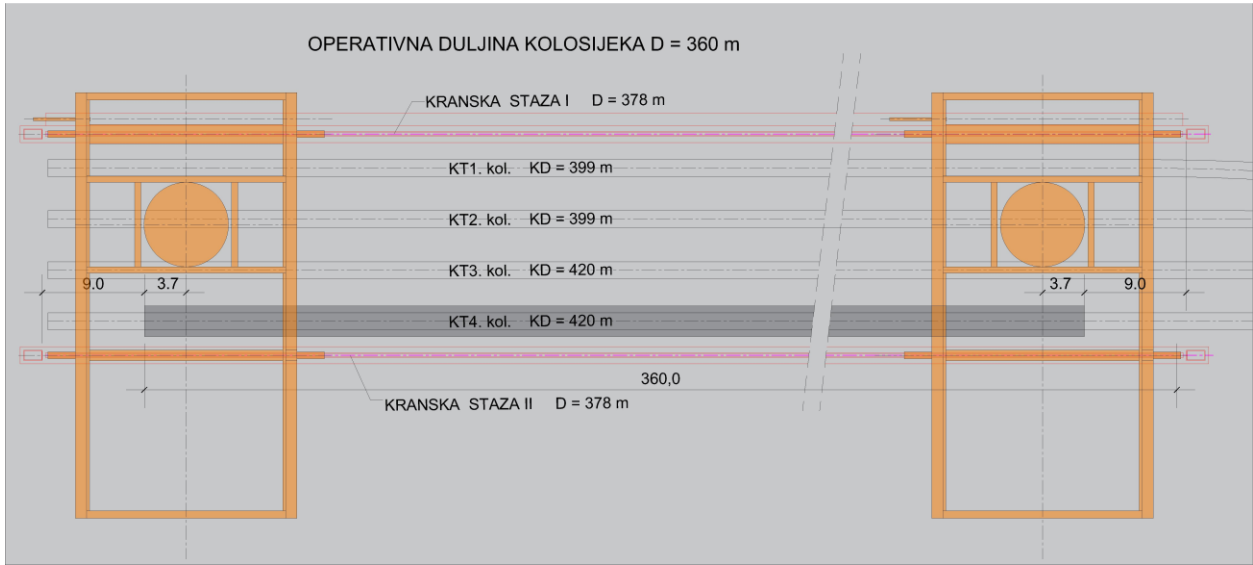 OPERATIVNA DULJINA KOLOSIJEKA D = 360 m
KRANSKA STAZA I D = 378 m
KT1. kol. KD = 399 m
KT2. kol. KD = 399 m
KT3. kol. KD = 420 m
9.0 3.7 3.7 9.0
KT4. kol. KD = 420 m
360,0
KRANSKA STAZA II D = 378 m